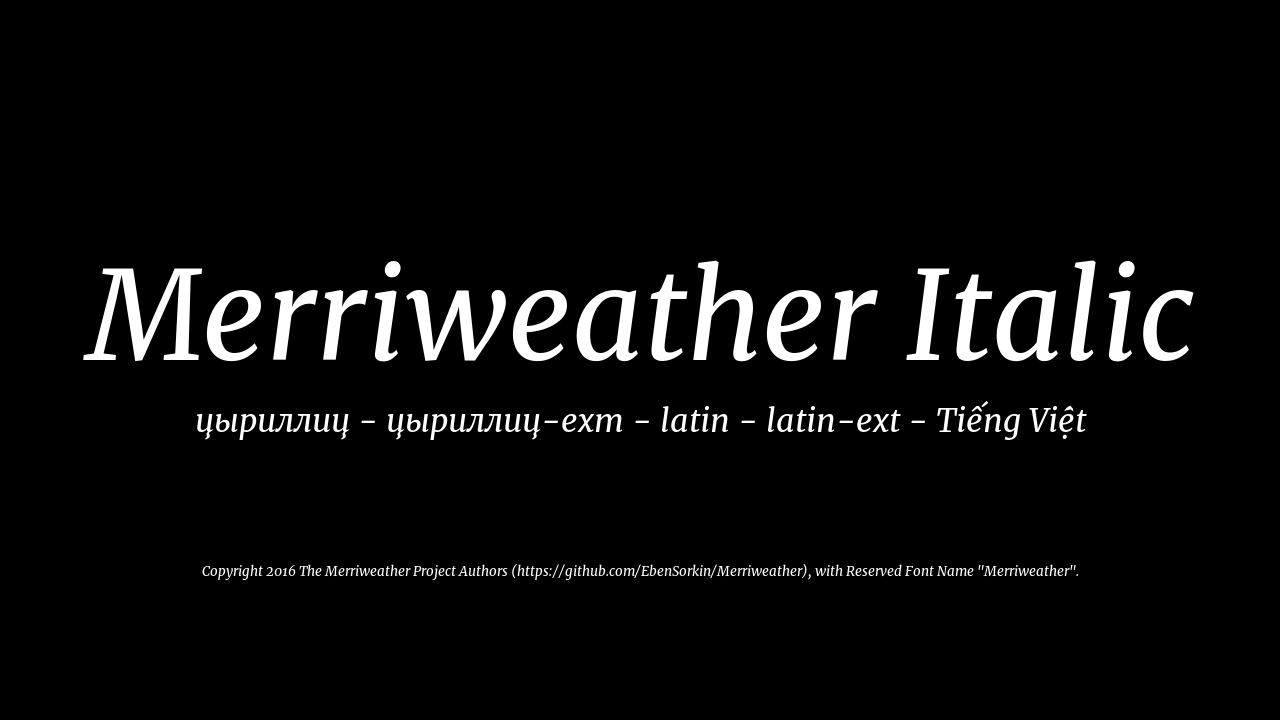 Merriweather Italic
цыриллиц - цыриллиц-ехт - latin - latin-ext - Tiếng Việt
Copyright 2016 The Merriweather Project Authors (https://github.com/EbenSorkin/Merriweather), with Reserved Font Name "Merriweather".